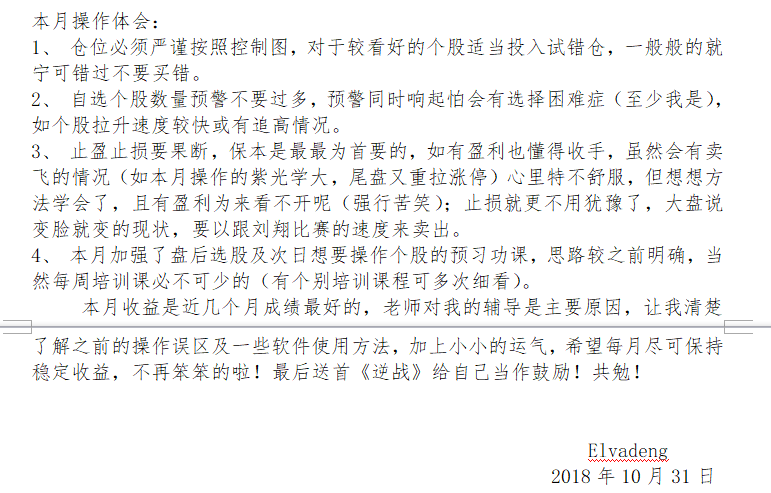 本月操作体会：
1、 仓位必须严谨按照控制图，对于较看好的个股适当投入试错仓，一般般的就
宁可错过不要买错。
2、 自选个股数量预警不要过多，预警同时响起怕会有选择困难症（至少我是），
如个股拉升速度较快或有追高情况。
3、 止盈止损要果断，保本是最最为首要的，如有盈利也懂得收手，虽然会有卖
飞的情况（如本月操作的紫光学大，尾盘又重拉涨停）心里特不舒服，但想想方
法学会了，且有盈利为来看不开呢（强行苦笑）；止损就更不用犹豫了，大盘说
变脸就变的现状，要以跟刘翔比赛的速度来卖出。
4、 本月加强了盘后选股及次日想要操作个股的预习功课，思路较之前明确，当
然每周培训课必不可少的（有个别培训课程可多次细看）。
本月收益是近几个月成绩最好的，老师对我的辅导是主要原因，让我清楚
了解之前的操作误区及一些软件使用方法，加上小小的运气，希望每月尽可保持
稳定收益，不再笨笨的啦！最后送首《逆战》给自己当作鼓励！共勉！
Elvadeng
2018 年 10 月 31 日